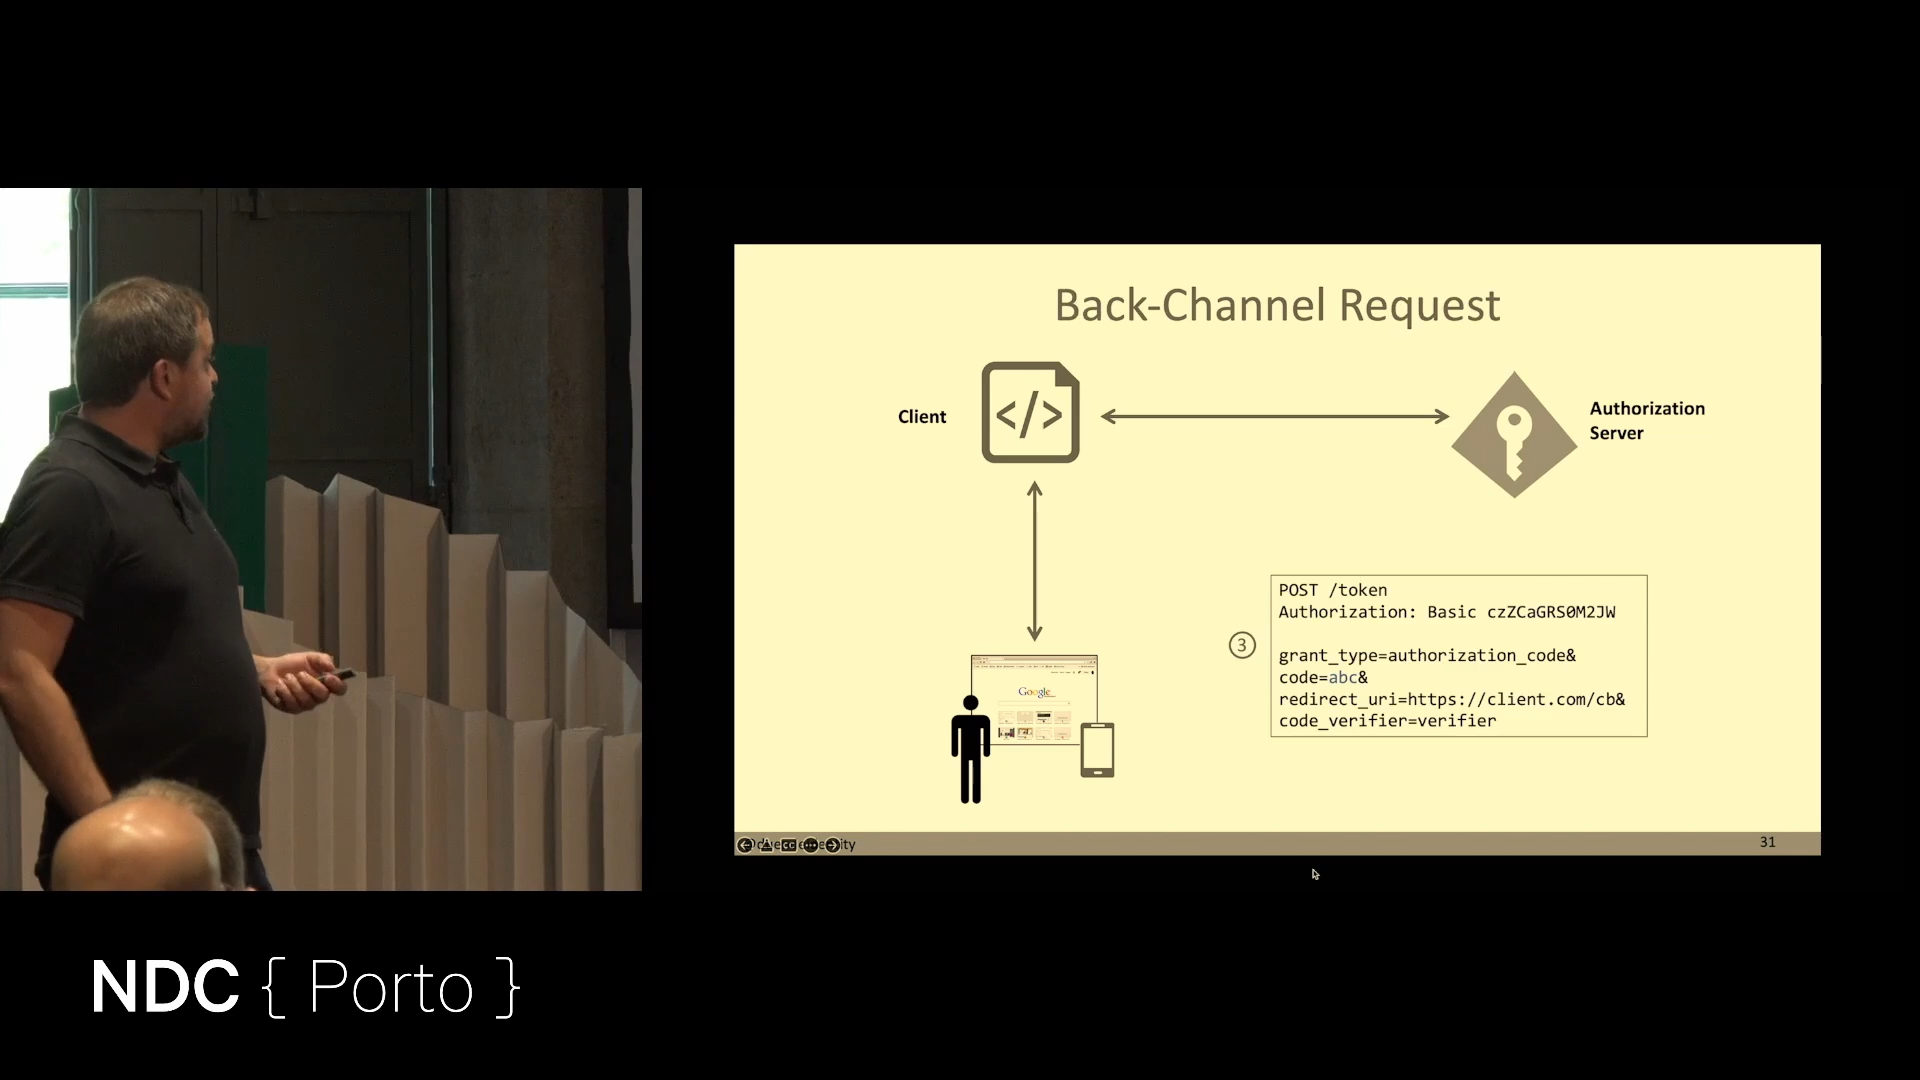 Back-Channel Request
Client
Authorization
Server
POST /token
Authorization: Basic czZCaGRS0M2JW
3
grant_type=authorization_code&
code=abc&
redirect_uri=https://client.com/cb&
code_verifier=verifier
Google
31
NDC { Porto }